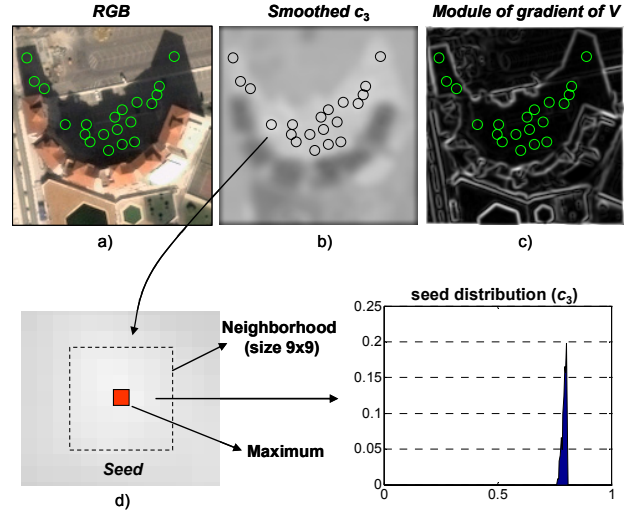 RGB
Smoothed c₃
Module of gradient of V
a)
b)
c)
Neighborhood
(size 9x9)
Maximum
Seed
d)
seed distribution (c₃)
0.25
0.2
0.15
0.1
0.05
0
0 0.5 1